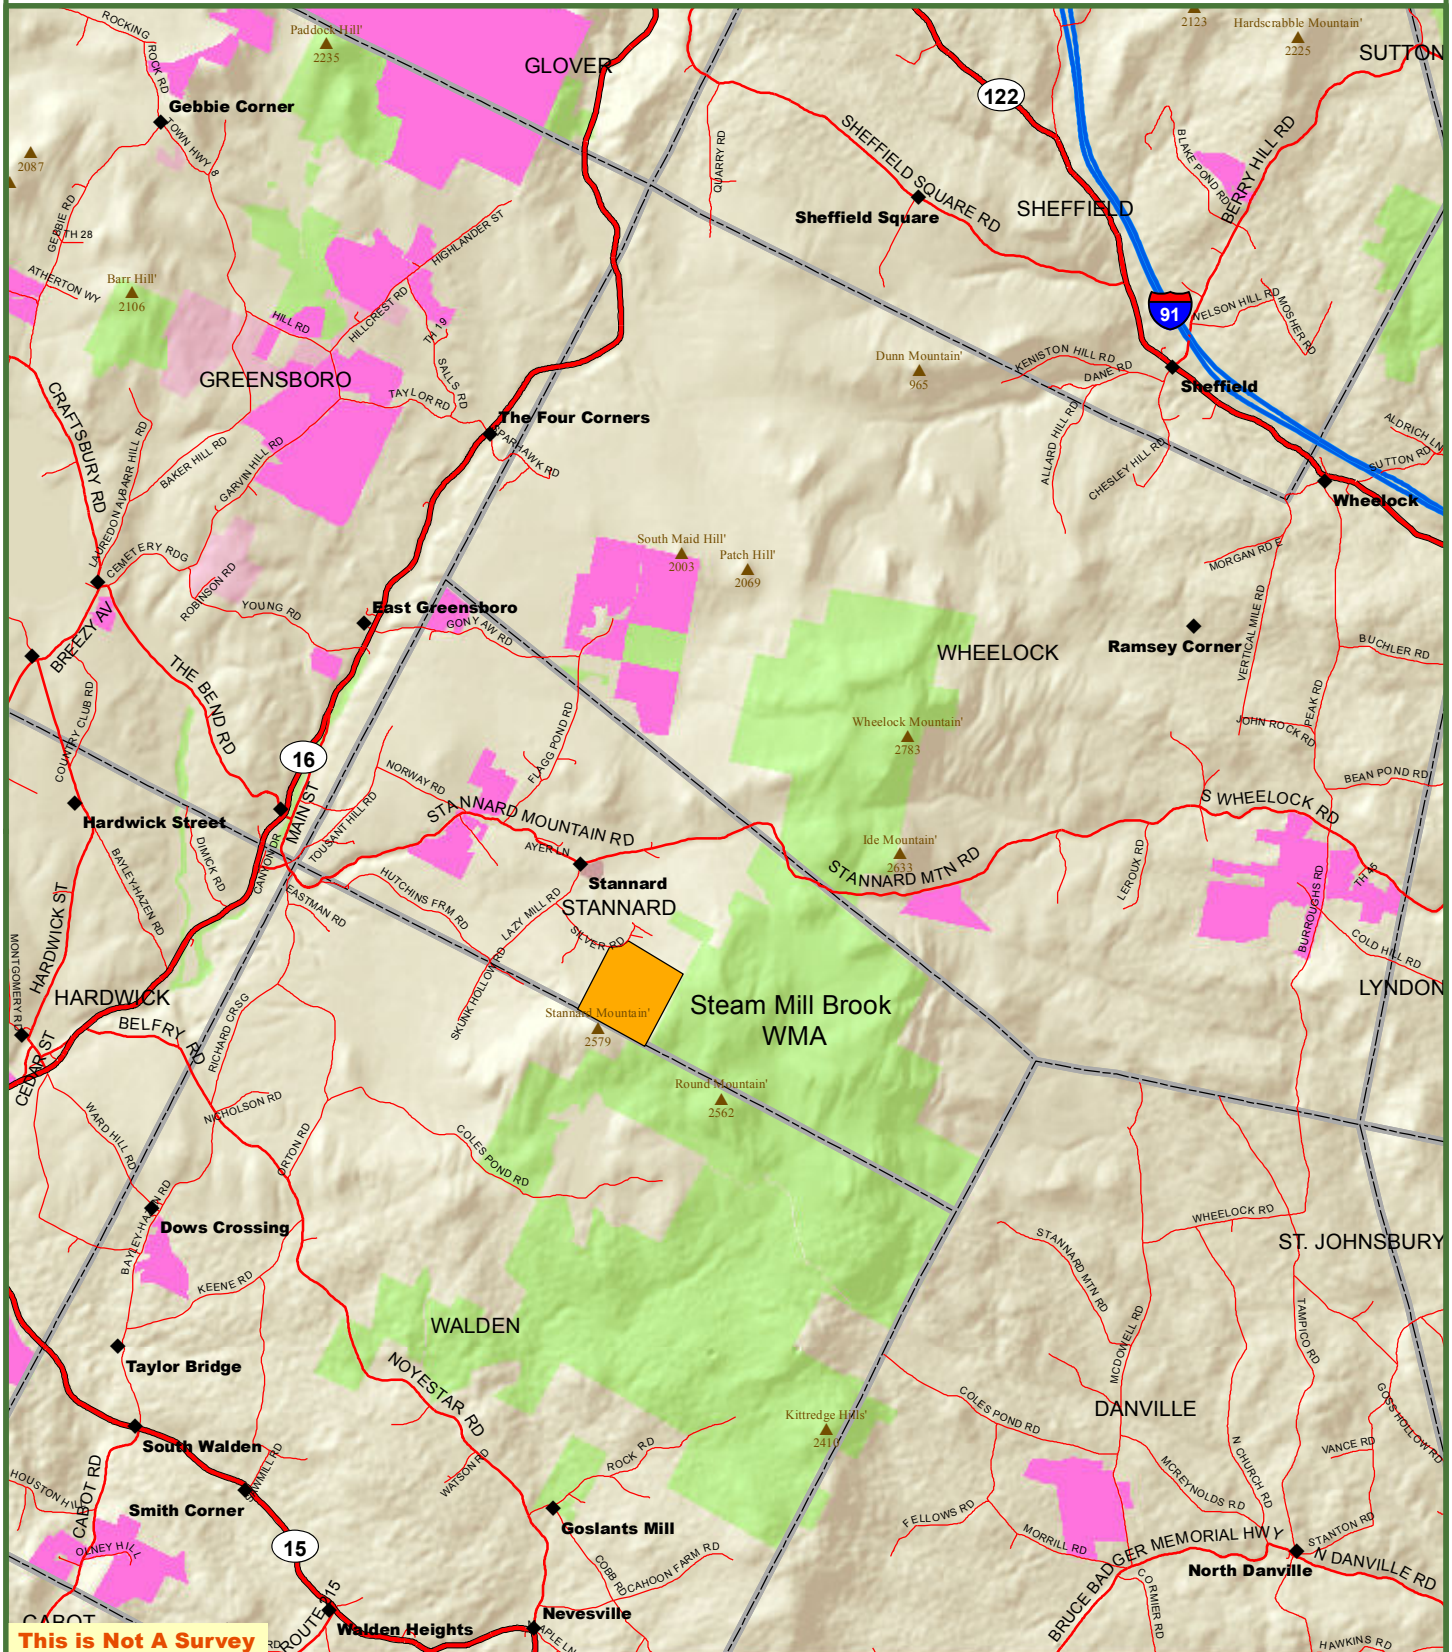 ROCKING
ROCK RD
Paddock Hill'
2235
GLOVER
122
2123
Hardscrabble Mountain'
2225
SUTTON
Gebbie Corner
TOWN HWY 8
2087
QUARRY RD
SHEFFIELD SQUARE RD
Sheffield Square
SHEFFIELD
BLAKE POND RD
BERRY HILL RD
GEBBIE RD
TH 28
HIGHLANDER ST
ATHERTON WY
Barr Hill'
2106
HILL RD
HILLCREST RD
TH 19
91
NELSON HILL RD
MOSHER RD
GREENSBORO
SALLS RD
TAYLOR RD
Dunn Mountain'
965
KENISTON HILL RD
DANE RD
Sheffield
CRAFTSBURY RD
BARR HILL RD
LAUREDON AV
BAKER HILL RD
GARVIN HILL RD
The Four Corners
SPARHAWK RD
ALLARD HILL RD
CHESLEY HILL RD
ALDRICH LN
SUTTON RD
Wheelock
CEMETERY RDG
ROBINSON RD
YOUNG RD
South Maid Hill'
2003
Patch Hill'
2069
MORGAN RD E
BREEZY AV
East Greensboro
GONYAW RD
WHEELOCK
Ramsey Corner
VERTICAL MILE RD
BUCHLER RD
THE BEND RD
COUNTRY CLUB RD
PEAK RD
JOHN ROCK RD
Wheelock Mountain'
2783
16
MAIN ST
NORWAY RD
FLAGG POND RD
BEAN POND RD
Hardwick Street
STANNARD MOUNTAIN RD
S WHEELOCK RD
TOUSANT HILL RD
CANYON DR
DIMICK RD
BAYLEY-HAZEN RD
AYER LN
Stannard
STANNARD
Ide Mountain'
2633
STANNARD MTN RD
LEROUX RD
TH 45
BURROUGHS RD
HARDWICK ST
EASTMAN RD
HUTCHINS FRM RD
LAZY MILL RD
SILVER RD
COLD HILL RD
MONTGOMERY RD
HARDWICK
SKUNK HOLLOW RD
Steam Mill Brook
WMA
LYNDON
BELFRY RD
RICHARD CRSG
Stannard Mountain'
2579
CEDAR ST
Round Mountain'
2562
WARD HILL RD
NICHOLSON RD
ORTON RD
COLES POND RD
BAYLEY-HAZEN RD
Dows Crossing
WHEELOCK RD
STANNARD MTN RD
ST. JOHNSBURY
KEENE RD
WALDEN
MCDOWELL RD
TAMPICO RD
Taylor Bridge
NOYESTAR RD
Kittredge Hills'
2410
COLES POND RD
DANVILLE
GOSS HOLLOW RD
South Walden
CABOT RD
SAWMILL RD
WATSON RD
ROCK RD
VANCE RD
N CHURCH RD
MCREYNOLDS RD
HOUSTON HILL
Smith Corner
Goslants Mill
FELLOWS RD
MORRILL RD
STANTON RD
BRUCE BADGER MEMORIAL HWY
N DANVILLE RD
North Danville
OLNEY HILL
15
COBB RD
OCAHOON FARM RD
CORMIER RD
CABOT
ROUTE 215
Walden Heights
Nevesville
APLE LN
HAWKINS RD
This is Not A Survey
RD